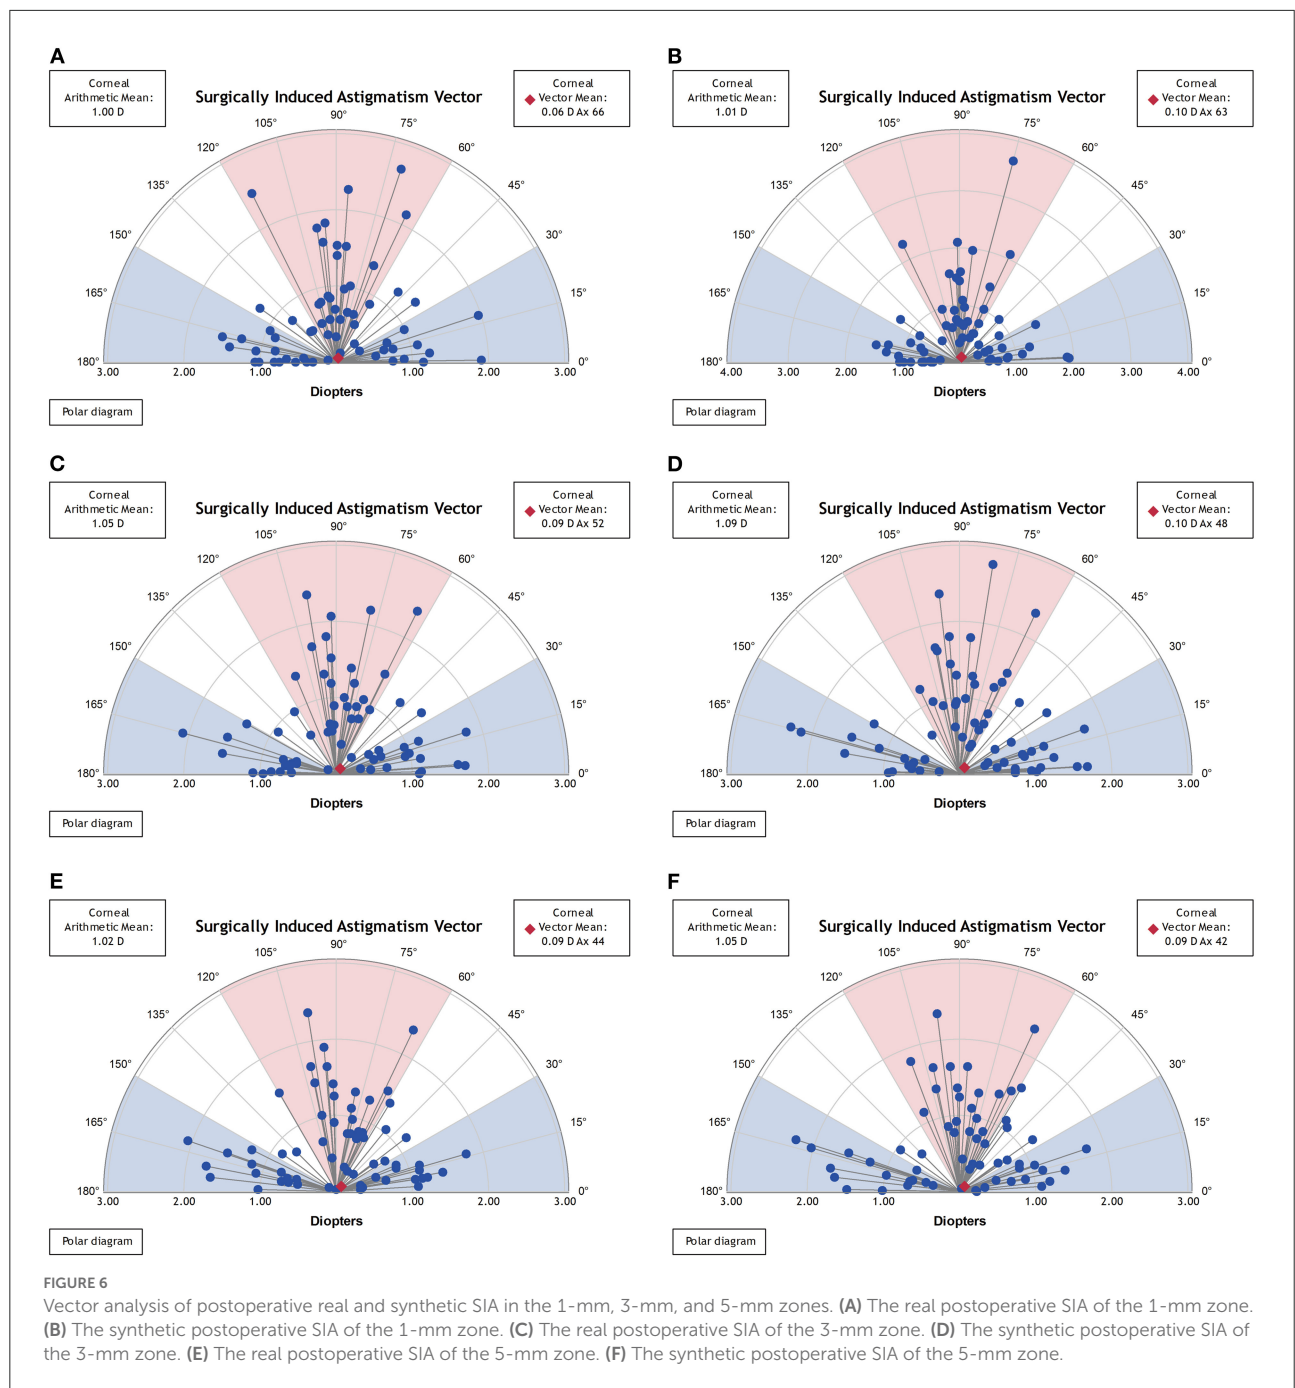 A
Corneal
Arithmetic Mean:
1.00 D
Surgically Induced Astigmatism Vector
Corneal
Vector Mean:
0.06 D Ax 66
90°
105°
75°
120°
60°
135°
45°
150°
30°
165°
15°
180°
0°
3.00
2.00
1.00
1.00
2.00
3.00
Diopters
Polar diagram
B
Corneal
Arithmetic Mean:
1.01 D
Surgically Induced Astigmatism Vector
Corneal
Vector Mean:
0.10 D Ax 63
90°
105°
75°
120°
60°
135°
45°
150°
30°
165°
15°
180°
0°
4.00
3.00
2.00
1.00
1.00
2.00
3.00
4.00
Diopters
Polar diagram
C
Corneal
Arithmetic Mean:
1.05 D
Surgically Induced Astigmatism Vector
Corneal
Vector Mean:
0.09 D Ax 52
90°
105°
75°
120°
60°
135°
45°
150°
30°
165°
15°
180°
0°
3.00
2.00
1.00
1.00
2.00
3.00
Diopters
Polar diagram
D
Corneal
Arithmetic Mean:
1.09 D
Surgically Induced Astigmatism Vector
Corneal
Vector Mean:
0.10 D Ax 48
90°
105°
75°
120°
60°
135°
45°
150°
30°
165°
15°
180°
0°
3.00
2.00
1.00
1.00
2.00
3.00
Diopters
Polar diagram
E
Corneal
Arithmetic Mean:
1.02 D
Surgically Induced Astigmatism Vector
Corneal
Vector Mean:
0.09 D Ax 44
90°
105°
75°
120°
60°
135°
45°
150°
30°
165°
15°
180°
0°
3.00
2.00
1.00
1.00
2.00
3.00
Diopters
Polar diagram
F
Corneal
Arithmetic Mean:
1.05 D
Surgically Induced Astigmatism Vector
Corneal
Vector Mean:
0.09 D Ax 42
90°
105°
75°
120°
60°
135°
45°
150°
30°
165°
15°
180°
0°
3.00
2.00
1.00
1.00
2.00
3.00
Diopters
Polar diagram
FIGURE 6
Vector analysis of postoperative real and synthetic SIA in the 1-mm, 3-mm, and 5-mm zones. (A) The real postoperative SIA of the 1-mm zone.
(B) The synthetic postoperative SIA of the 1-mm zone. (C) The real postoperative SIA of the 3-mm zone. (D) The synthetic postoperative SIA of
the 3-mm zone. (E) The real postoperative SIA of the 5-mm zone. (F) The synthetic postoperative SIA of the 5-mm zone.